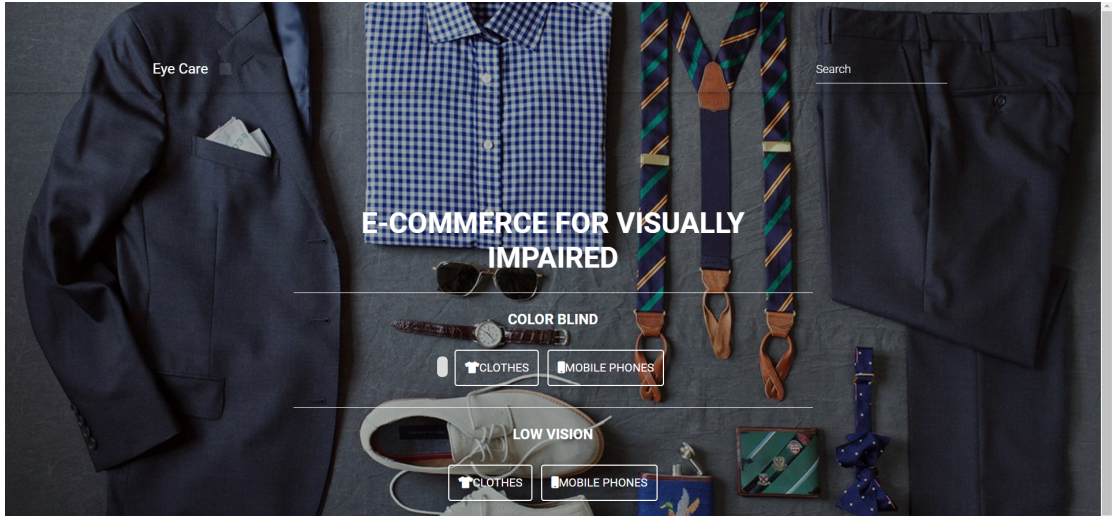 Eye Care
Search
E-COMMERCE FOR VISUALLY
IMPAIRED
COLOR BLIND
CLOTHES
MOBILE PHONES
LOW VISION
CLOTHES
MOBILE PHONES